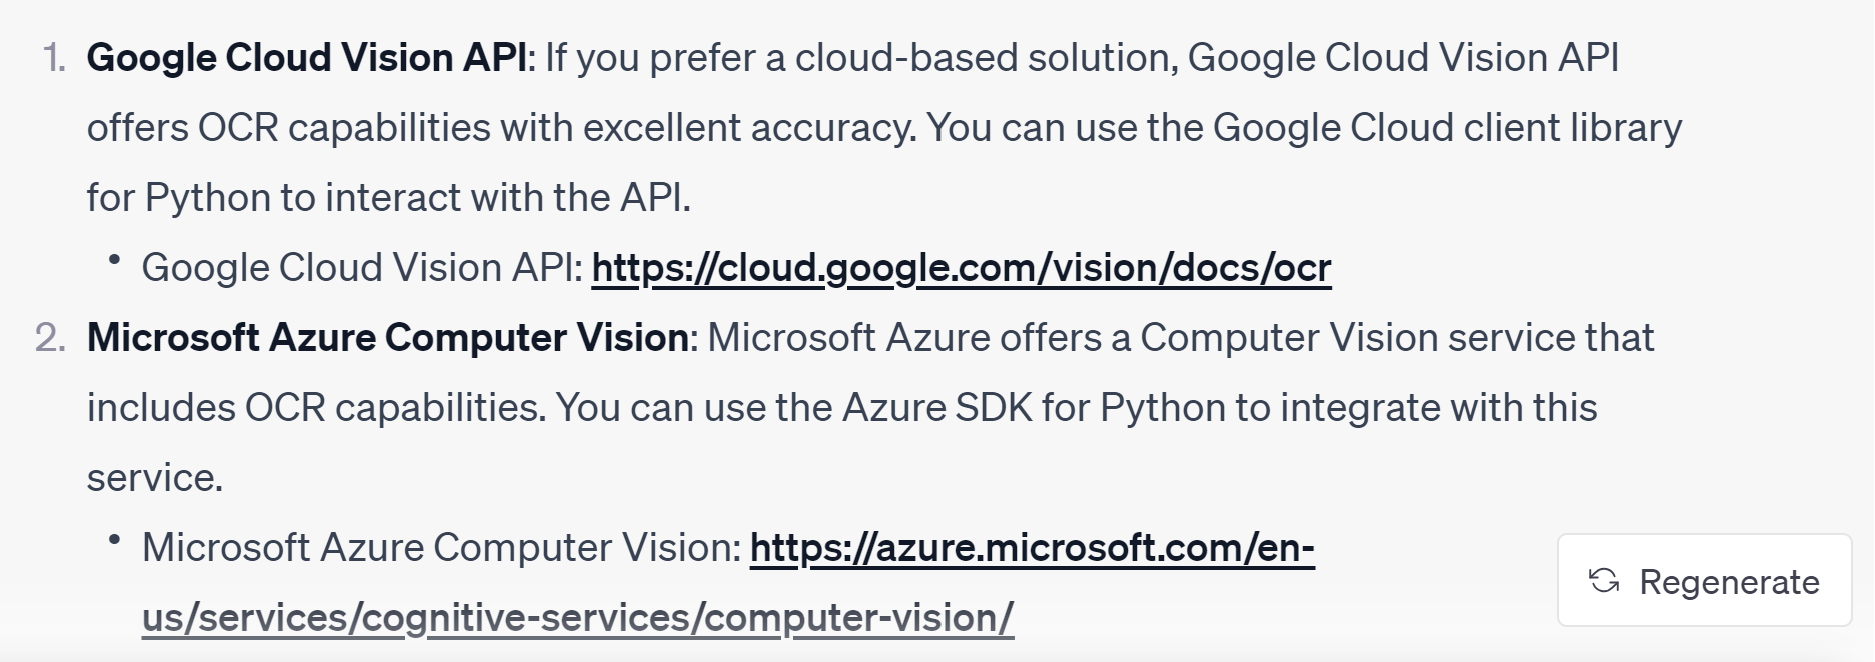 1. Google Cloud Vision API: If you prefer a cloud-based solution, Google Cloud Vision API
offers OCR capabilities with excellent accuracy. You can use the Google Cloud client library
for Python to interact with the API.
• Google Cloud Vision API: https://cloud.google.com/vision/docs/ocr
2. Microsoft Azure Computer Vision: Microsoft Azure offers a Computer Vision service that
includes OCR capabilities. You can use the Azure SDK for Python to integrate with this
service.
• Microsoft Azure Computer Vision: https://azure.microsoft.com/en-
us/services/cognitive-services/computer-vision/
Regenerate